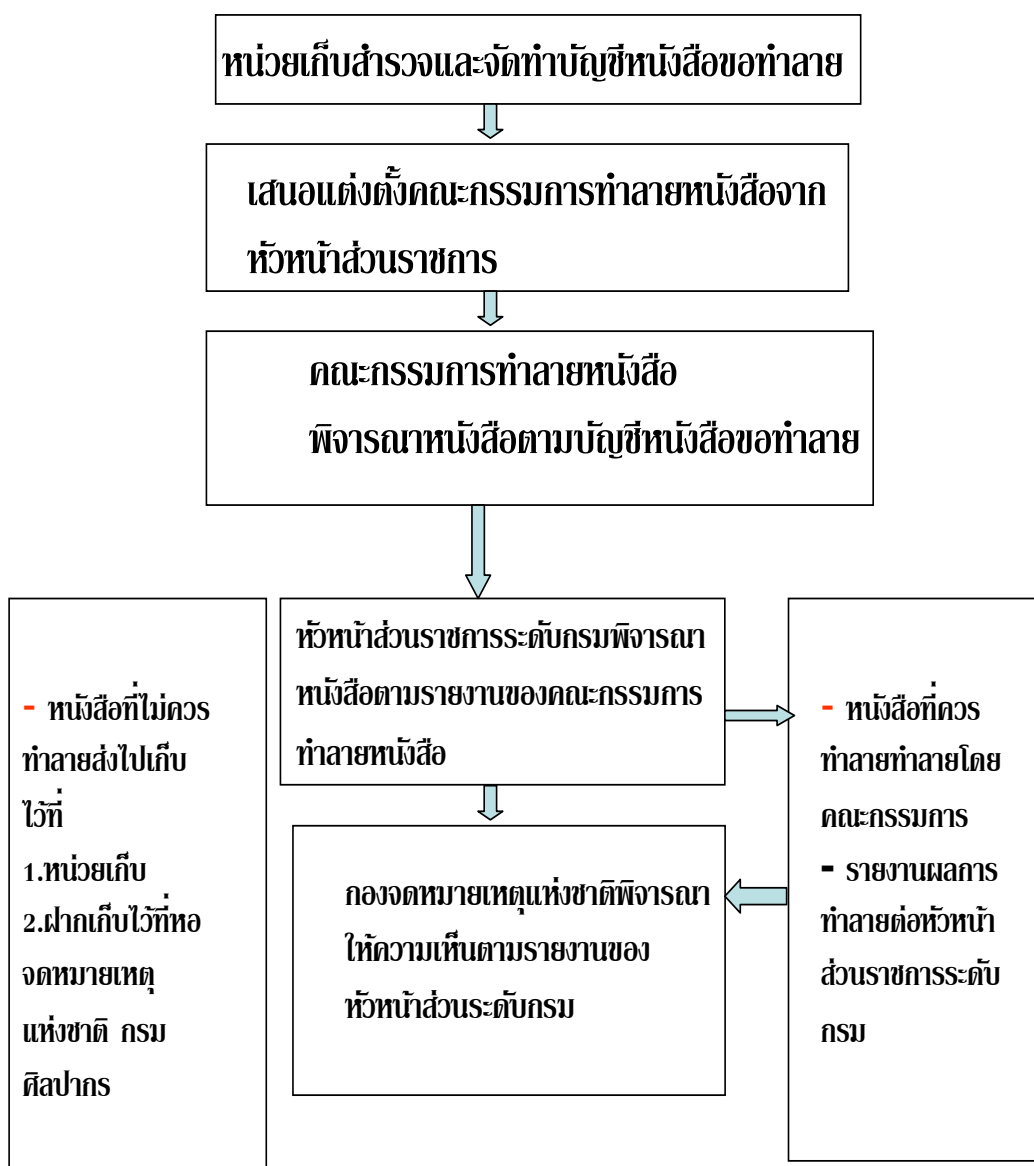 หน่วยเก็บสำรวจและจัดทำบัญชีหนังสือขอทำลาย
เสนอแต่งตั้งคณะกรรมการทำลายหนังสือจาก
หัวหน้าส่วนราชการ
คณะกรรมการทำลายหนังสือ
พิจารณาหนังสือตามบัญชีหนังสือขอทำลาย
- หนังสือที่ไม่ควร
ทำลายส่งไปเก็บ
ไว้ที่
1.หน่วยเก็บ
2.ฝากเก็บไว้ที่หอ
จดหมายเหตุ
แห่งชาติ กรม
ศิลปากร
หัวหน้าส่วนราชการระดับกรมพิจารณา
หนังสือตามรายงานของคณะกรรมการ
ทำลายหนังสือ
กองจดหมายเหตุแห่งชาติพิจารณา
ให้ความเห็นตามรายงานของ
หัวหน้าส่วนระดับกรม
- หนังสือที่ควร
ทำลายทำลายโดย
คณะกรรมการ
- รายงานผลการ
ทำลายต่อหัวหน้า
ส่วนราชการระดับ
กรม